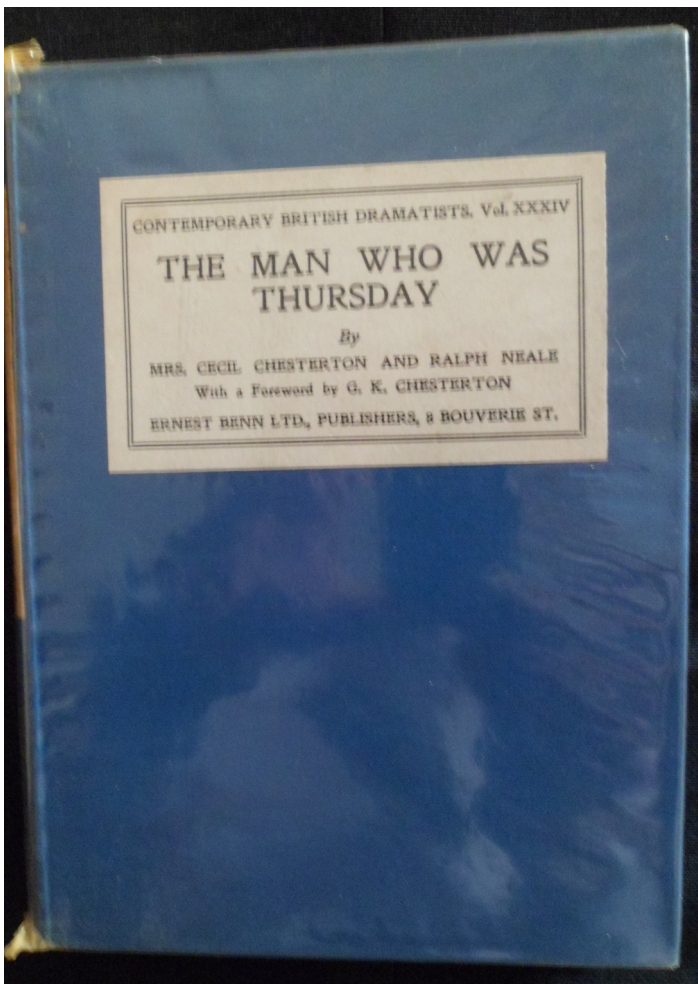 CONTEMPORARY BRITISH DRAMATISTS, Vol. XXXIV
THE MAN WHO WAS
THURSDAY
By
MRS. CECIL CHESTERTON AND RALPH NEALE
With a Foreword by G. K. CHESTERTON
ERNEST BENN LTD., PUBLISHERS, 8 BOUVERIE ST.